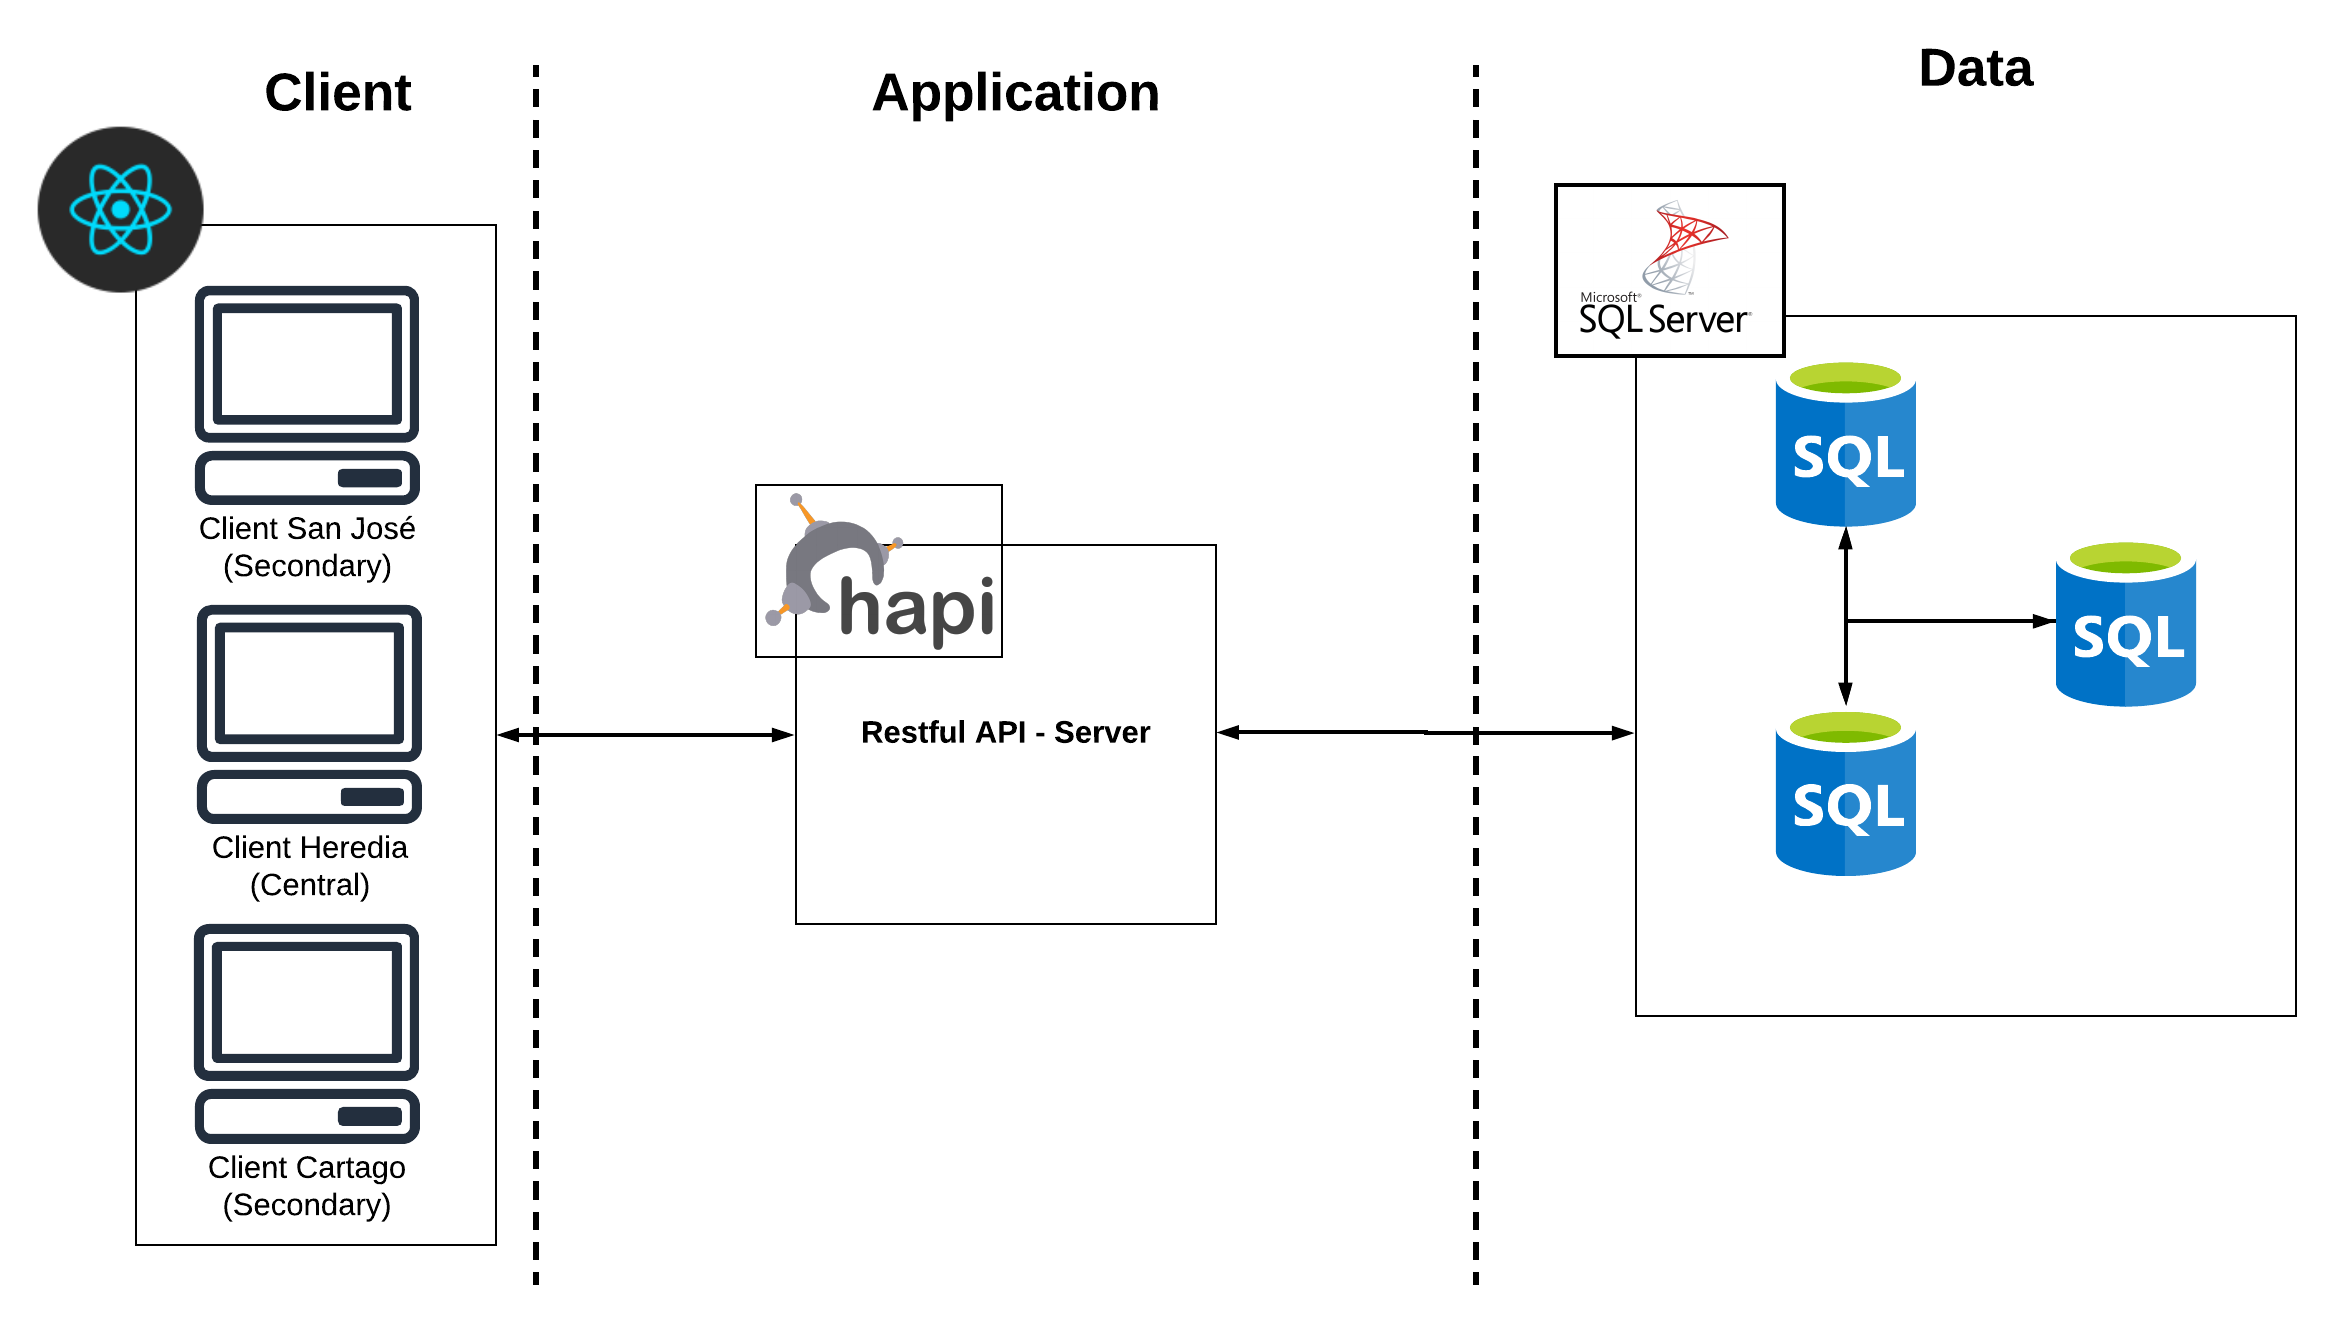 Client
Application
Data
Microsoft®
SQL Server®
SQL
hapi
SQL
Client San José
(Secondary)
Restful API - Server
SQL
Client Heredia
(Central)
Client Cartago
(Secondary)